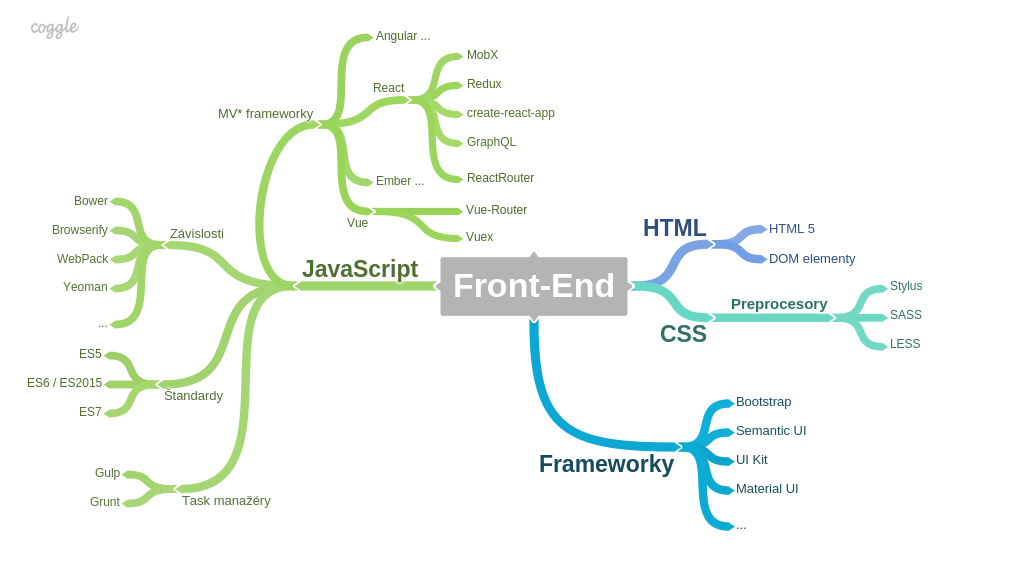 coggle
Angular ...
MobX
React
Redux
MV* frameworky
create-react-app
GraphQL
ReactRouter
Ember ...
Vue
Vue-Router
Vuex
Bower
Browserify
Závislosti
WebPack
Yeoman
...
JavaScript
Front-End
ES5
ES6 / ES2015
Štandardy
ES7
Gulp
Grunt
Task manažéry
HTML
HTML 5
DOM elementy
CSS
Preprocesory
Stylus
SASS
LESS
Frameworky
Bootstrap
Semantic UI
UI Kit
Material UI
...